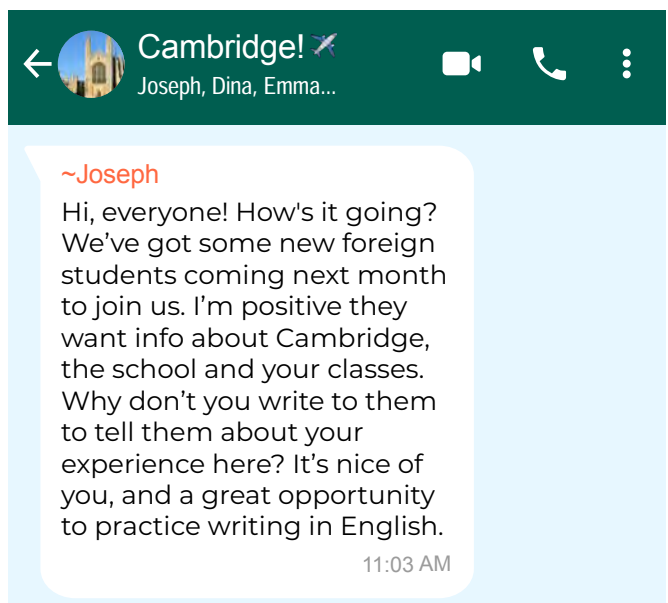 Cambridge!
Joseph, Dina, Emma...
~Joseph
Hi, everyone! How's it going?
We’ve got some new foreign
students coming next month
to join us. I’m positive they
want info about Cambridge,
the school and your classes.
Why don’t you write to them
to tell them about your
experience here? It’s nice of
you, and a great opportunity
to practice writing in English.
11:03 AM